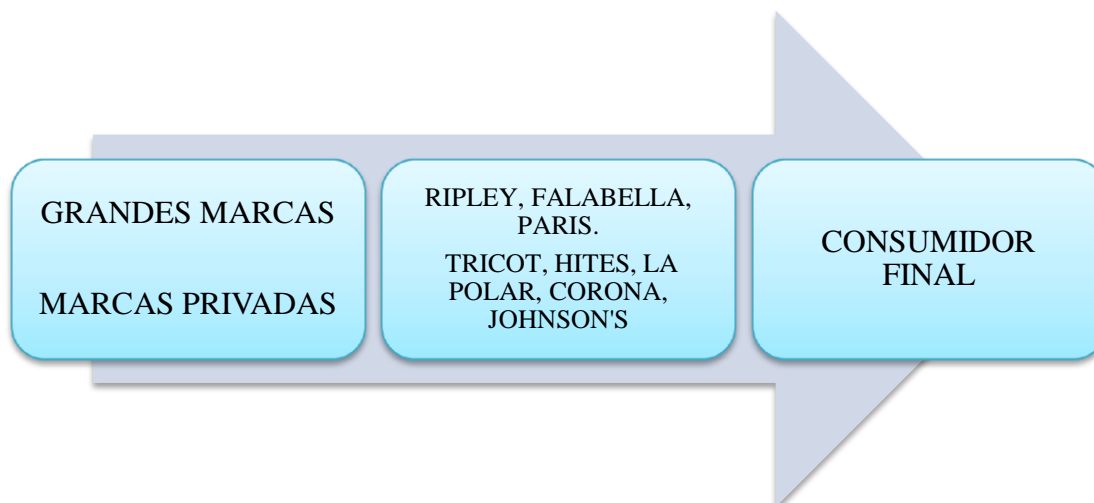 GRANDES MARCAS
MARCAS PRIVADAS
RIPLEY, FALABELLA,
PARIS.
TRICOT, HITES, LA
POLAR, CORONA,
JOHNSON'S
CONSUMIDOR
FINAL